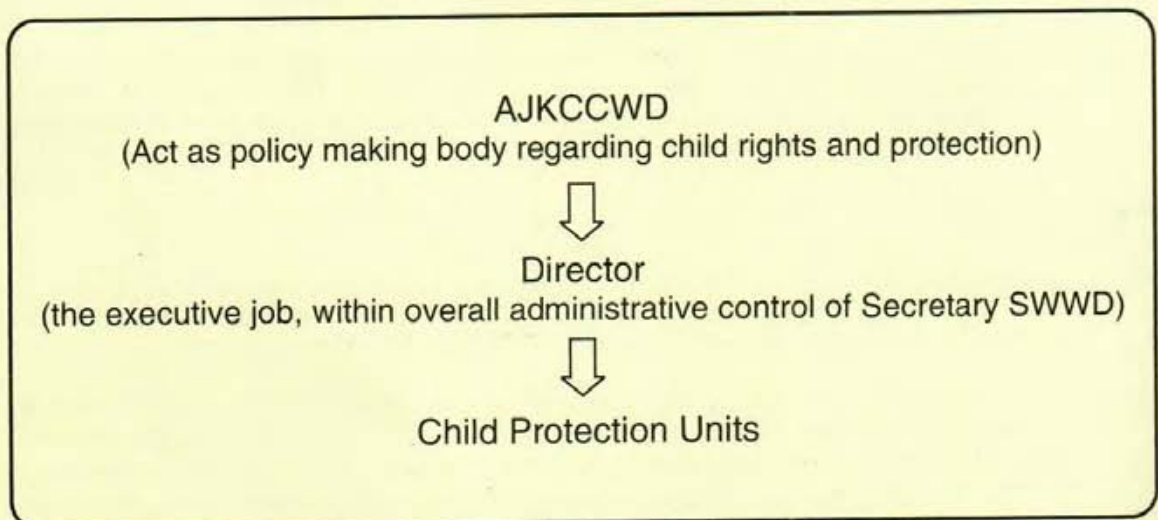 AJKCCWD
(Act as policy making body regarding child rights and protection)
Director
(the executive job, within overall administrative control of Secretary SWWD)
Child Protection Units